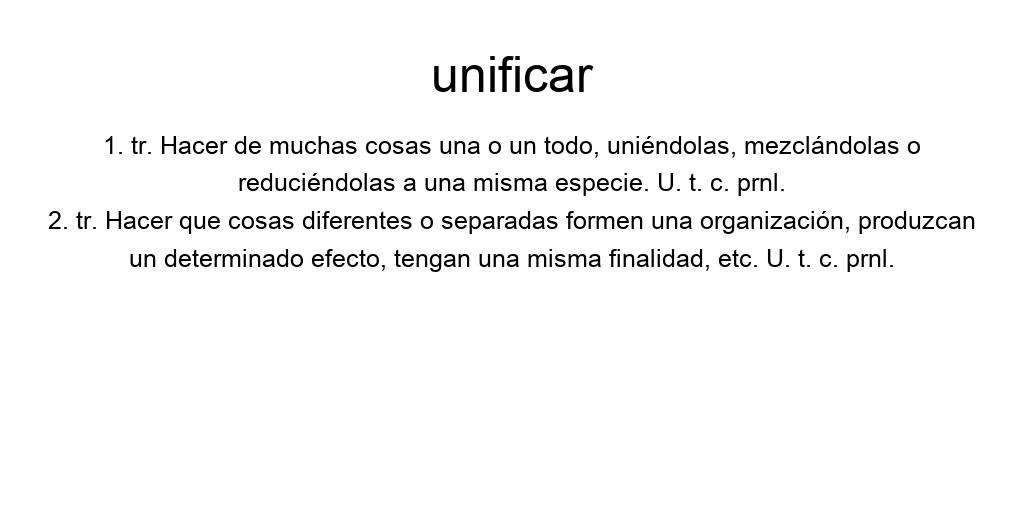 unificar
1. tr. Hacer de muchas cosas una o un todo, uniéndolas, mezclándolas o
reduciéndolas a una misma especie. U. t. c. prnl.
2. tr. Hacer que cosas diferentes o separadas formen una organización, produzcan
un determinado efecto, tengan una misma finalidad, etc. U. t. c. prnl.